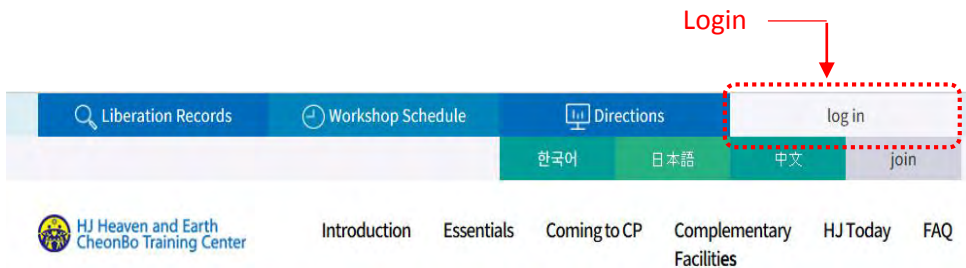 Login
Liberation Records Workshop Schedule Directions log in
한국어 日本語 中文 join
HJ Heaven and Earth
CheonBo Training Center
Introduction Essentials Coming to CP Complementary Facilities HJ Today FAQ